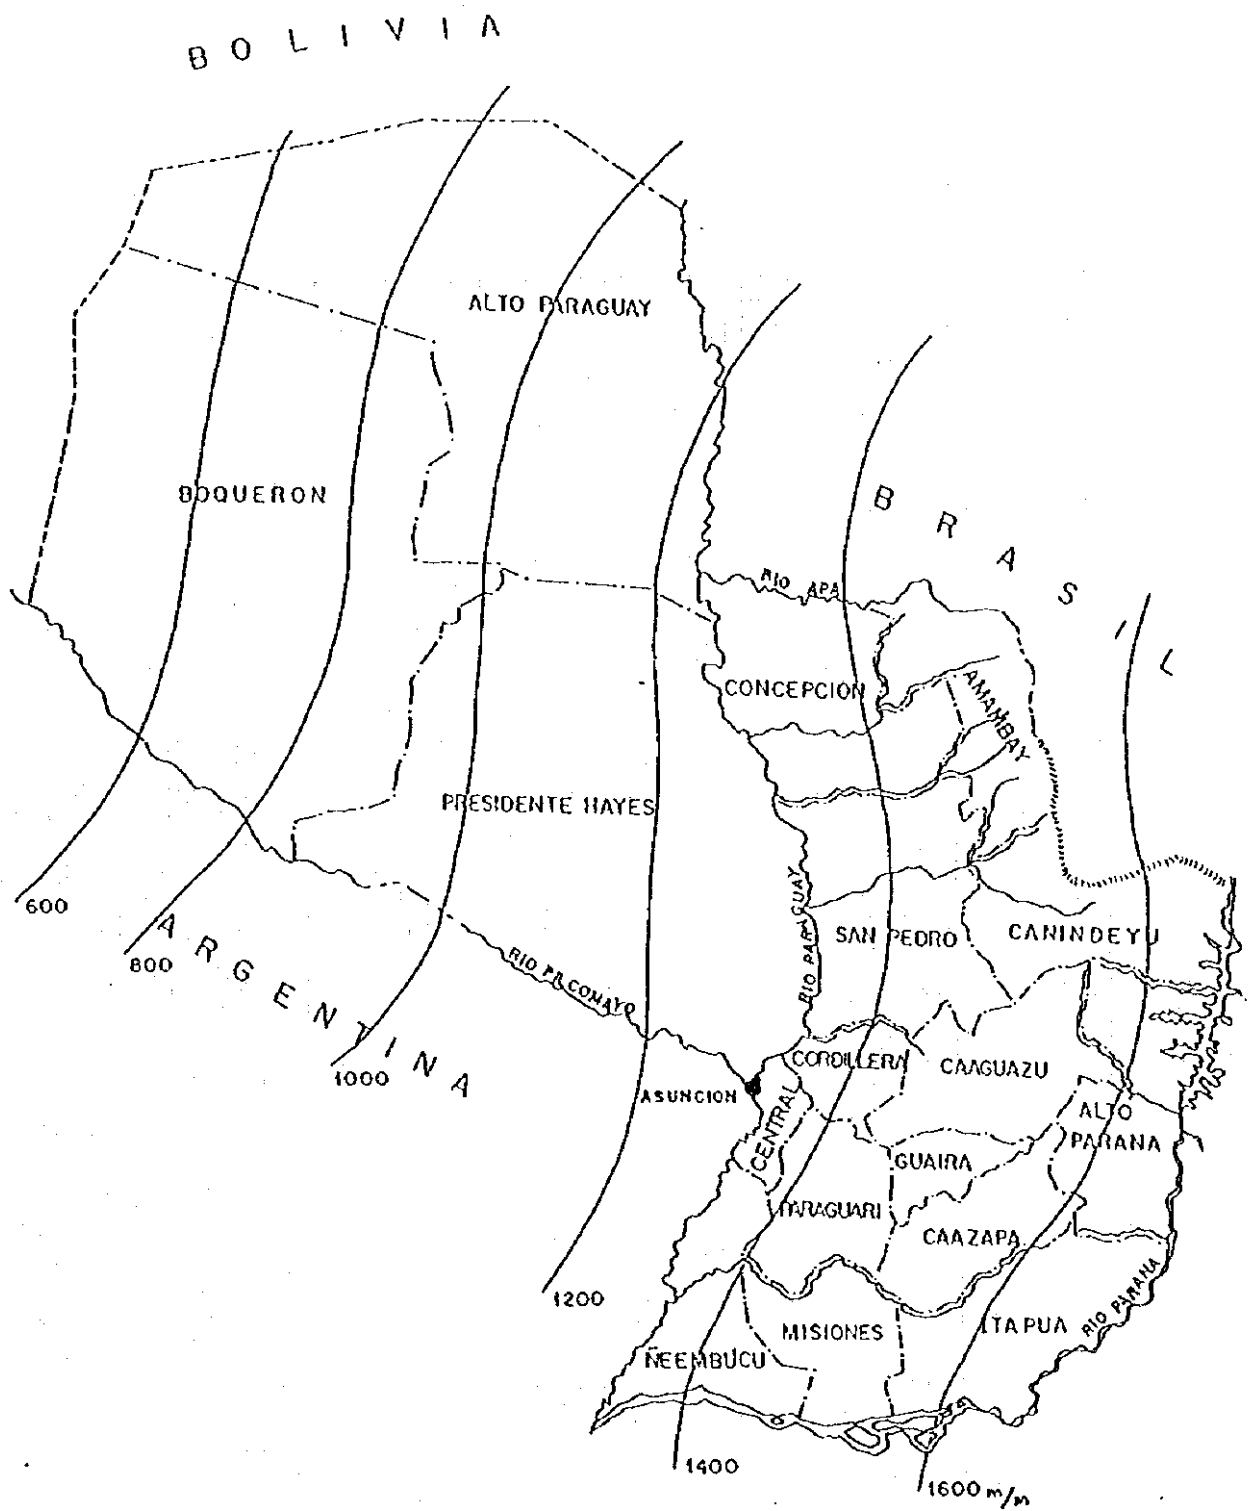 BOLIVIA
ALTO PARAGUAY
BOQUERON
BRASIL
RIO APA
CONCEPCION
AMAMBAY
PRESIDENTE HAYES
RIO PARAGUAY
600
SAN PEDRO
CANINDEYU
800
ARGENTINA
RIO PILCOMAYO
1000
CORDILLERA
CAAGUAZU
ASUNCION
CENTRAL
ALTO
PARANA
GUAIRA
PARAGUARI
CAAZAPA
1200
MISIONES
ITAPUA
RIO PARANA
ÑEEMBUCU
1400
1600 m/m